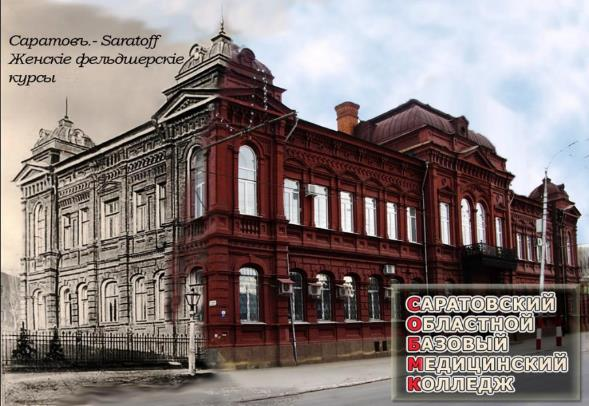 Саратовъ.- Saratoff
Женскіе фельдшерскіе
курсы
САРАТОВСКИЙ
ОБЛАСТНОЙ
БАЗОВЫЙ
МЕДИЦИНСКИЙ
КОЛЛЕДЖ